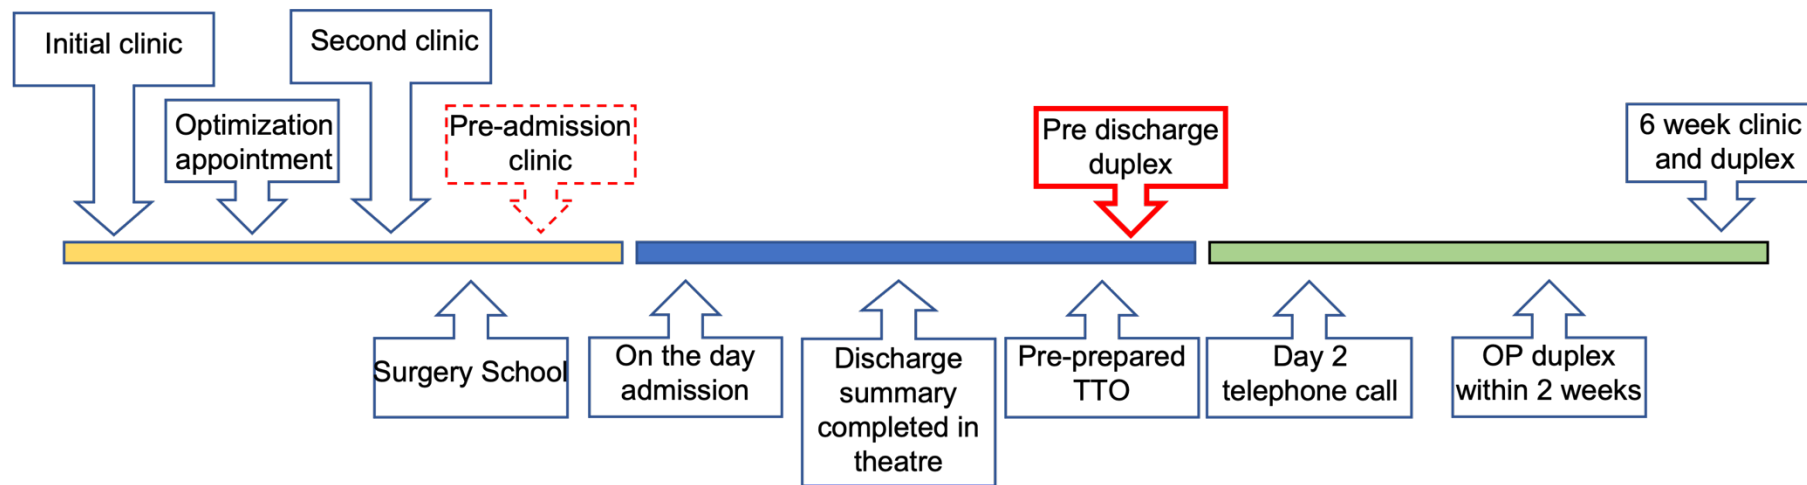 Initial clinic
Second clinic
Optimization
appointment
Pre-admission
clinic
Pre discharge
duplex
6 week clinic
and duplex
Surgery School
On the day
admission
Discharge
summary
completed in
theatre
Pre-prepared
TTO
Day 2
telephone call
OP duplex
within 2 weeks